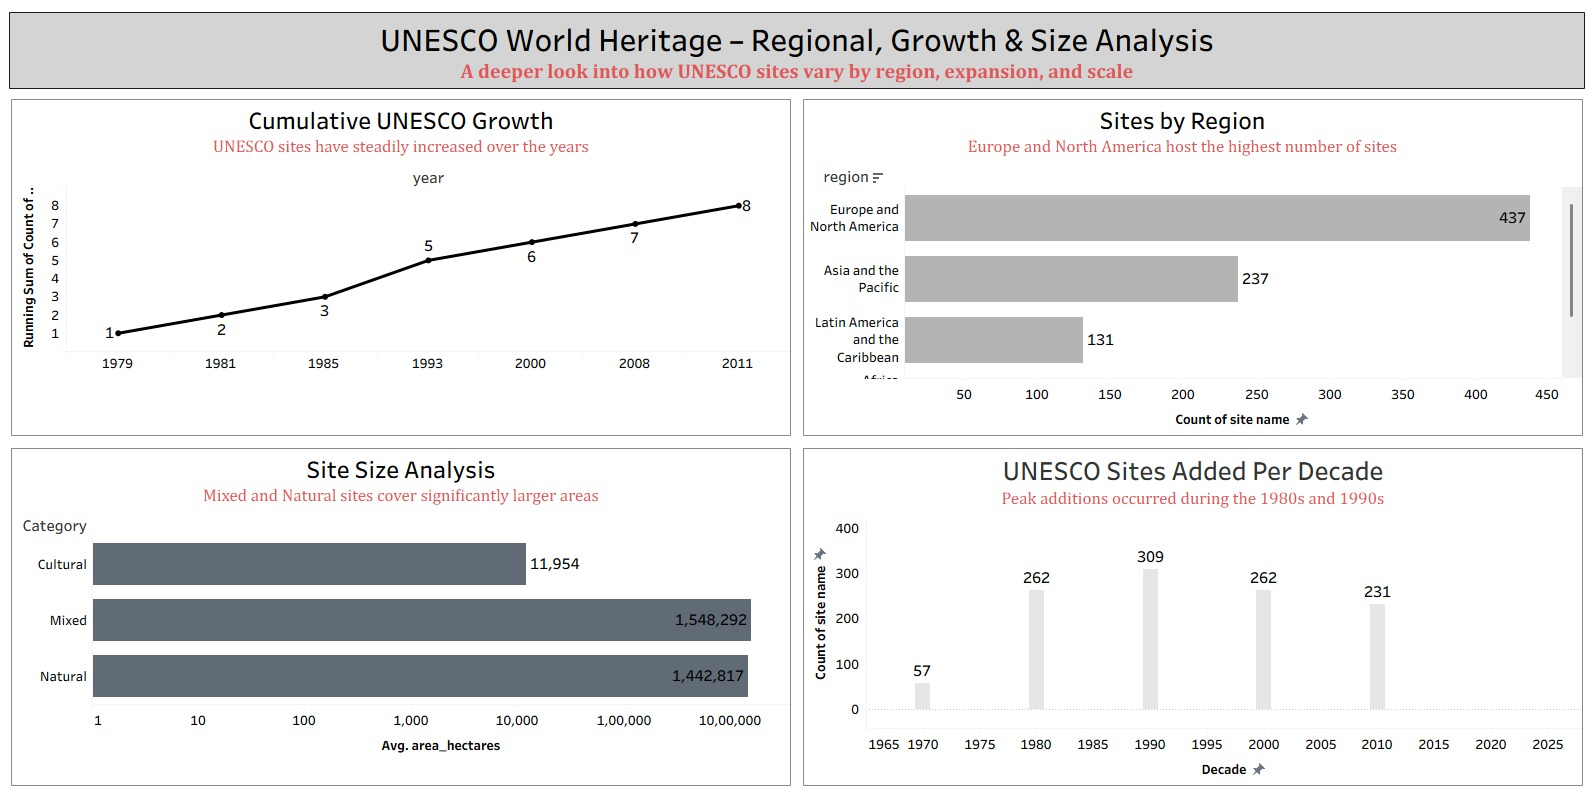 UNESCO World Heritage – Regional, Growth & Size Analysis
A deeper look into how UNESCO sites vary by region, expansion, and scale
Cumulative UNESCO Growth
UNESCO sites have steadily increased over the years
year
Running Sum of Count of ..
8
7
6
5
4
3
2
1
1
2
3
5
6
7
8
1979 1981 1985 1993 2000 2008 2011
Sites by Region
Europe and North America host the highest number of sites
region
Europe and
North America
437
Asia and the
Pacific
237
Latin America
and the
Caribbean
131
50 100 150 200 250 300 350 400 450
Count of site name
Site Size Analysis
Mixed and Natural sites cover significantly larger areas
Category
Cultural 11,954
Mixed 1,548,292
Natural 1,442,817
1 10 100 1,000 10,000 1,00,000 10,00,000
Avg. area_hectares
UNESCO Sites Added Per Decade
Peak additions occurred during the 1980s and 1990s
Count of site name
400
300
200
100
0
57
262
309
262
231
1965 1970 1975 1980 1985 1990 1995 2000 2005 2010 2015 2020 2025
Decade